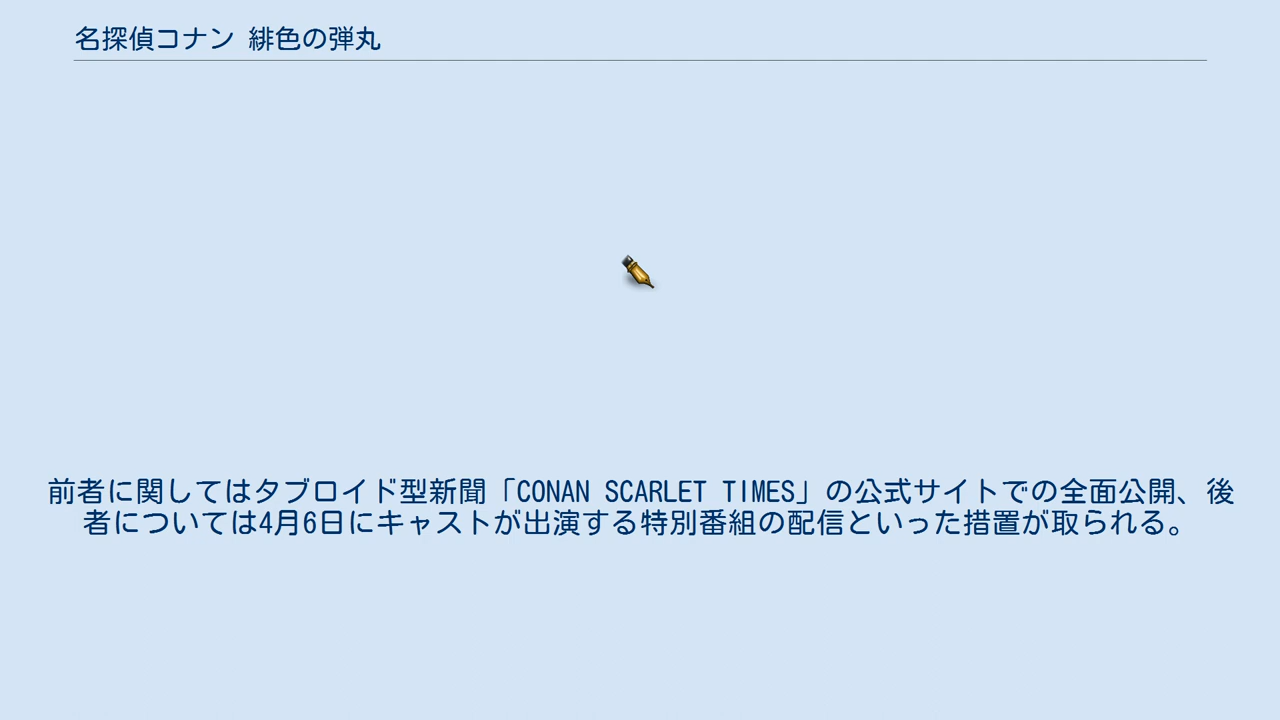 名探偵コナン 緋色の弾丸
前者に関してはタブロイド型新聞「CONAN SCARLET TIMES」の公式サイトでの全面公開、後
者については4月6日にキャストが出演する特別番組の配信といった措置が取られる。